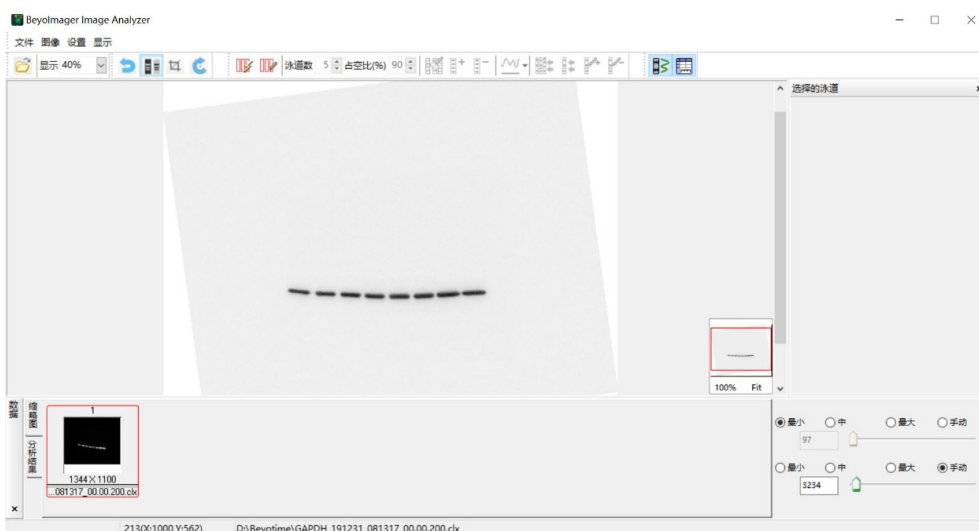 BeyoImager Image Analyzer
文件 图像 设置 显示
显示 40% 泳道数 5 占空比(%) 90
选择的泳道
100% Fit
数据
缩略图
分析结果
1
1344×1100
...081317_00.00.200.clx
最小 中 最大 手动
97
最小 中 最大 手动
3234
213(X:1000 Y:562) D:\Beyotime\GAPDH_191231_081317_00.00.200.clx